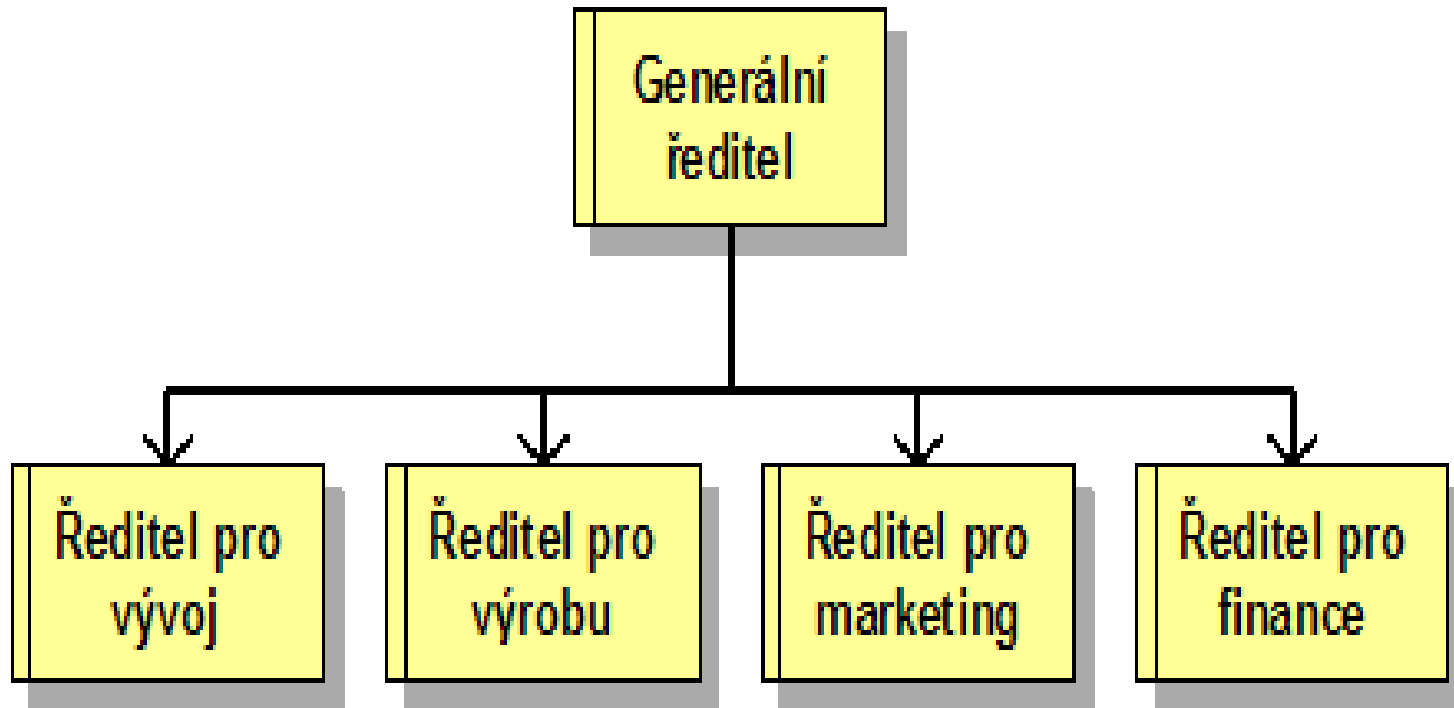 Generální
ředitel
Ředitel pro
vývoj
Ředitel pro
výrobu
Ředitel pro
marketing
Ředitel pro
finance